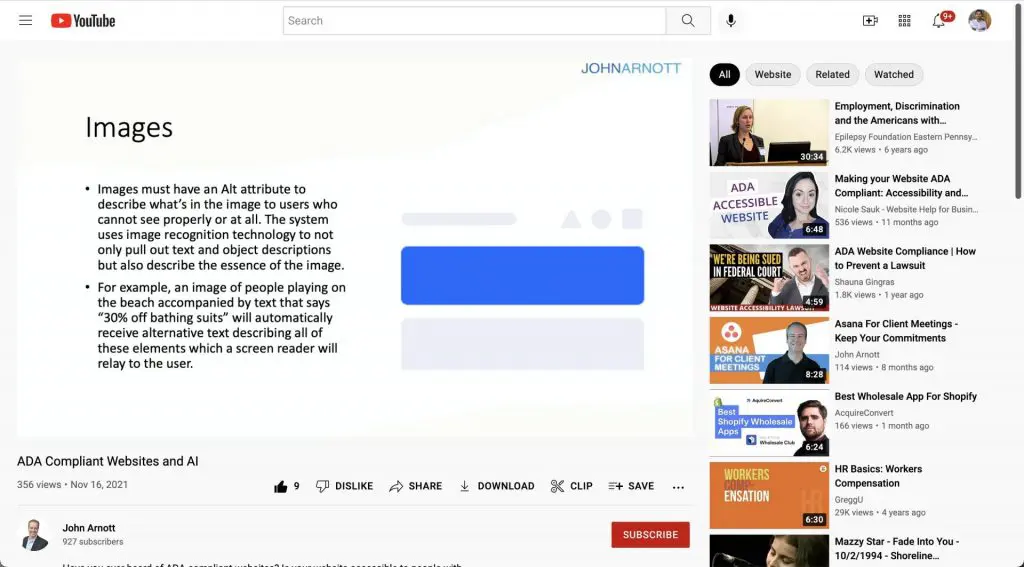 YouTube
Search
9+
JOHNARNOTT
Images
• Images must have an Alt attribute to
describe what's in the image to users who
cannot see properly or at all. The system
uses image recognition technology to not
only pull out text and object descriptions
but also describe the essence of the image.
• For example, an image of people playing on
the beach accompanied by text that says
"30% off bathing suits" will automatically
receive alternative text describing all of
these elements which a screen reader will
relay to the user.
ADA Compliant Websites and AI
356 views • Nov 16, 2021
9
DISLIKE
SHARE
DOWNLOAD
CLIP
SAVE
John Arnott
927 subscribers
SUBSCRIBE
All
Website
Related
Watched
30:34
Employment, Discrimination
and the Americans with...
Epilepsy Foundation Eastern Pennsy...
6.2K views • 6 years ago
ADA
ACCESSIBLE
WEBSITE
6:48
Making your Website ADA
Compliant: Accessibility and...
Nicole Sauk - Website Help for Busin...
536 views • 11 months ago
WE'RE BEING SUED
IN FEDERAL COURT
WEBSITE ACCESSIBILITY
4:59
ADA Website Compliance | How
to Prevent a Lawsuit
Shauna Gingras
1.8K views • 1 year ago
ASANA
FOR CLIENT
MEETINGS
8:28
Asana For Client Meetings -
Keep Your Commitments
John Arnott
114 views • 8 months ago
AcquireConvert
Best
Shopify Wholesale
Apps
Wholesale Club
6:24
Best Wholesale App For Shopify
AcquireConvert
166 views • 1 month ago
WORKERS
COMP-
ENSATION
HR
6:30
HR Basics: Workers
Compensation
GreggU
29K views • 4 years ago
Mazzy Star - Fade Into You -
10/2/1994 - Shoreline...